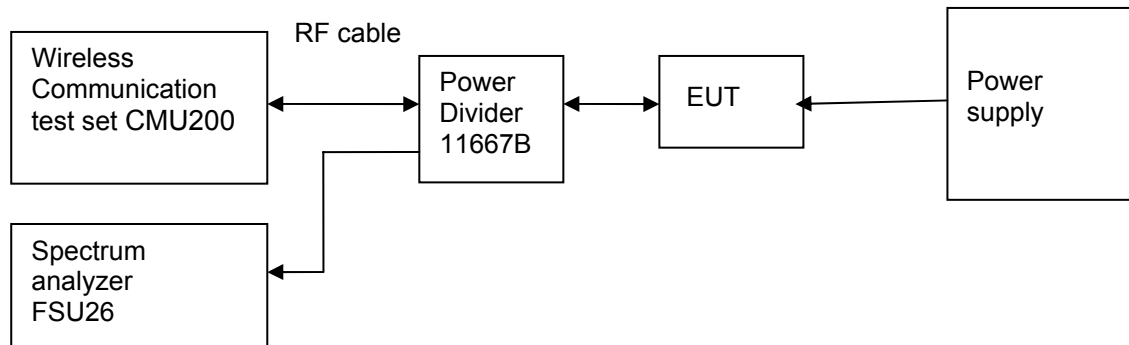 RF cable
Wireless
Communication
test set CMU200
Power
Divider
11667B
EUT
Power
supply
Spectrum
analyzer
FSU26